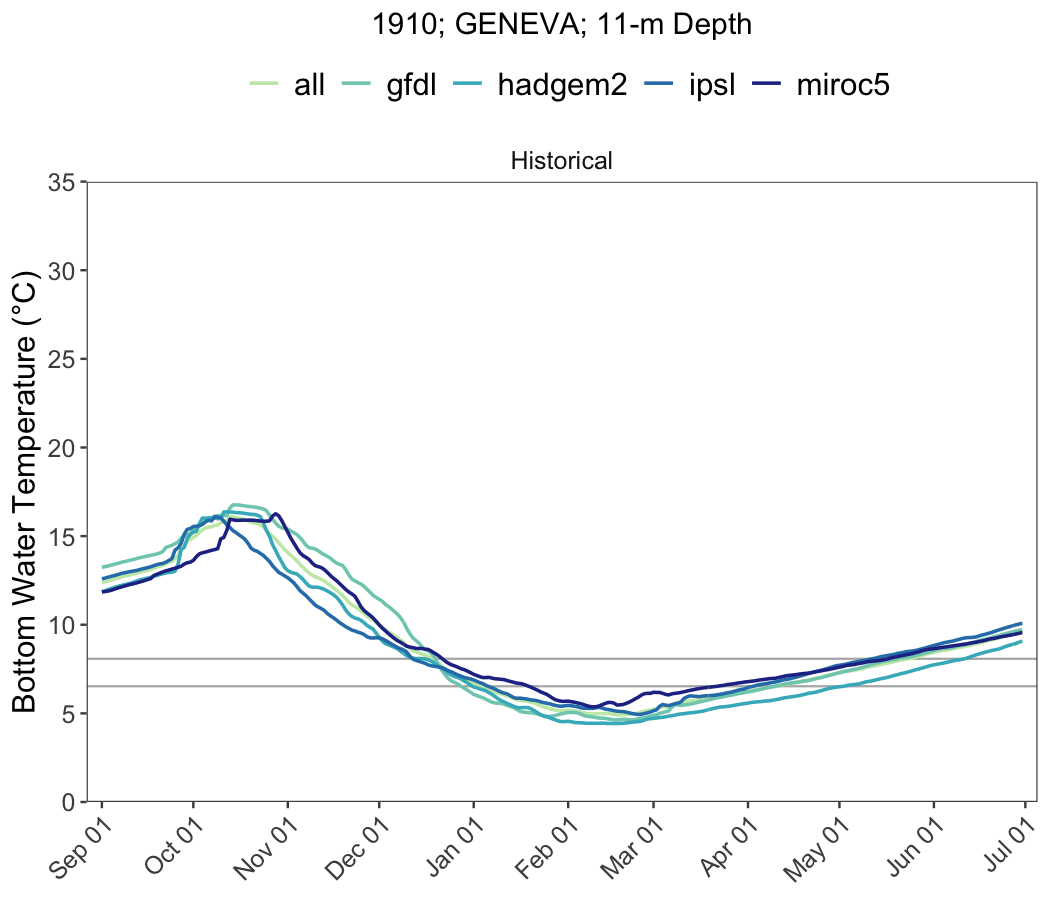 1910; GENEVA; 11-m Depth
all gfdl hadgem2 ipsl miroc5
Historical
Bottom Water Temperature (°C)
35
30
25
20
15
10
5
0
Sep 01 Oct 01 Nov 01 Dec 01 Jan 01 Feb 01 Mar 01 Apr 01 May 01 Jun 01 Jul 01